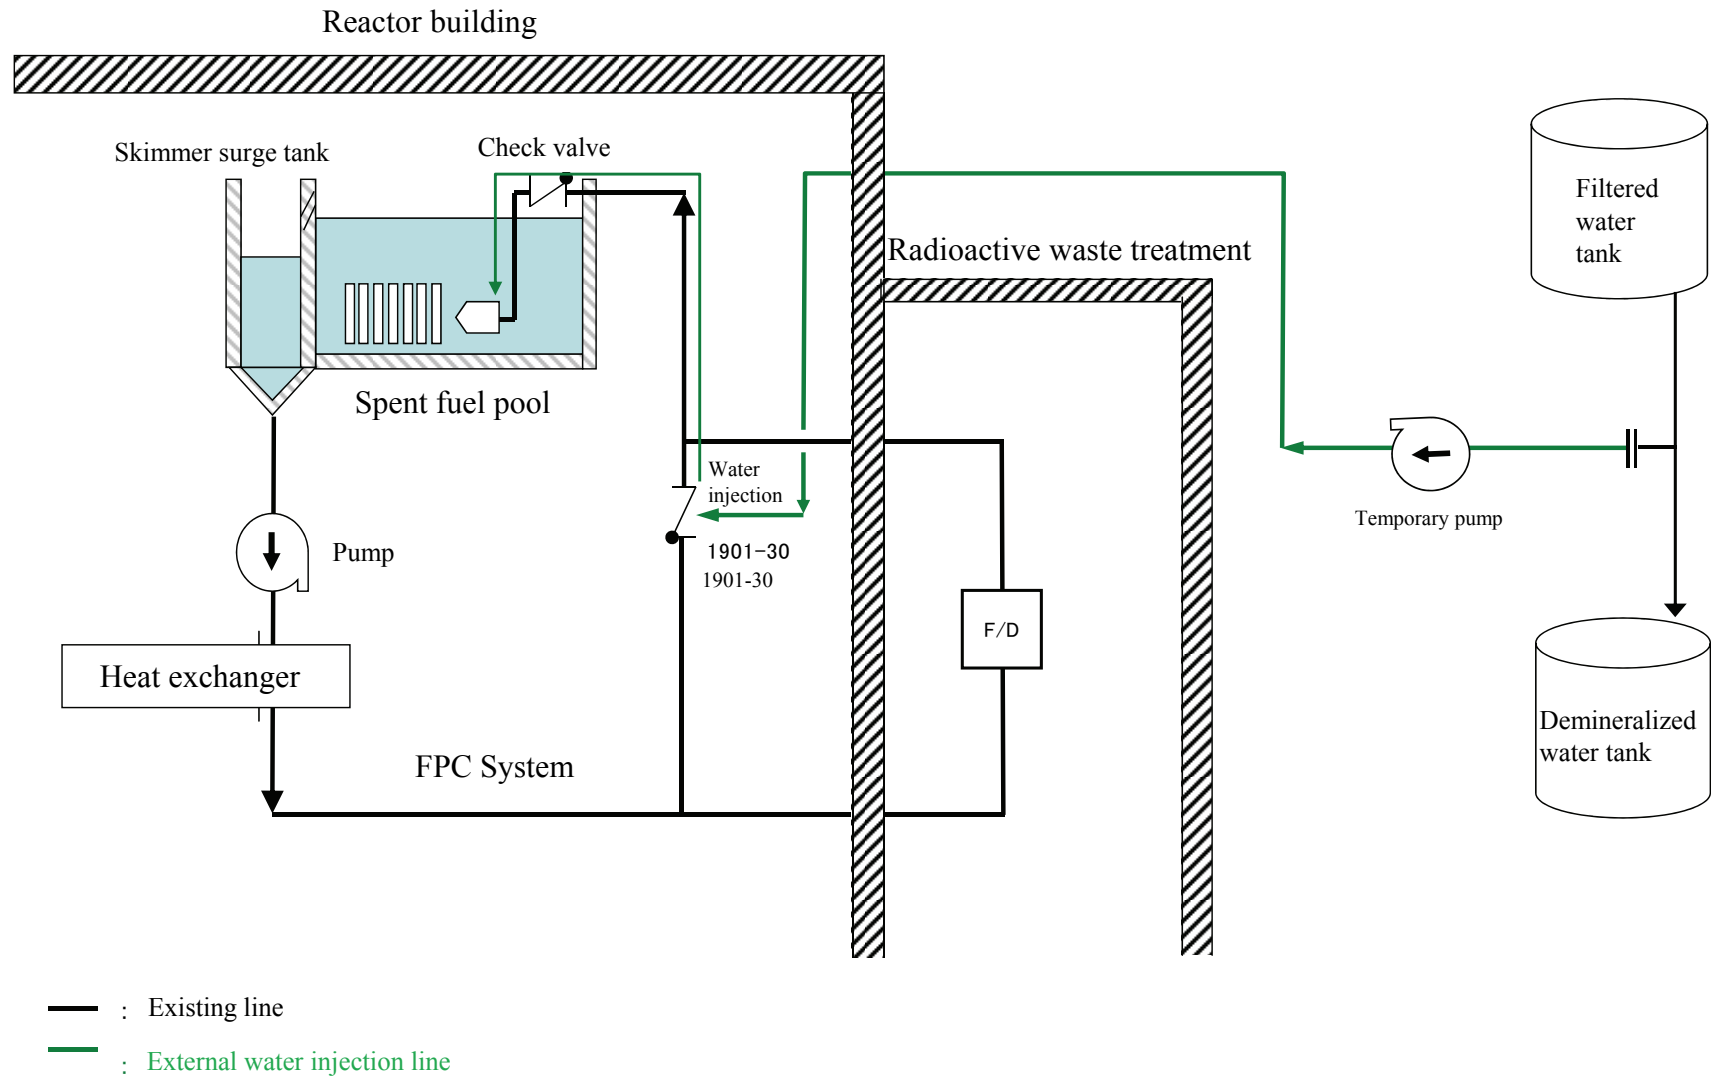 Reactor building
Skimmer surge tank
Check valve
Filtered
water
tank
Radioactive waste treatment
Spent fuel pool
Water
injection
Temporary pump
Pump
1901-30
1901-30
F/D
Heat exchanger
Demineralized
water tank
FPC System
: Existing line
: External water injection line